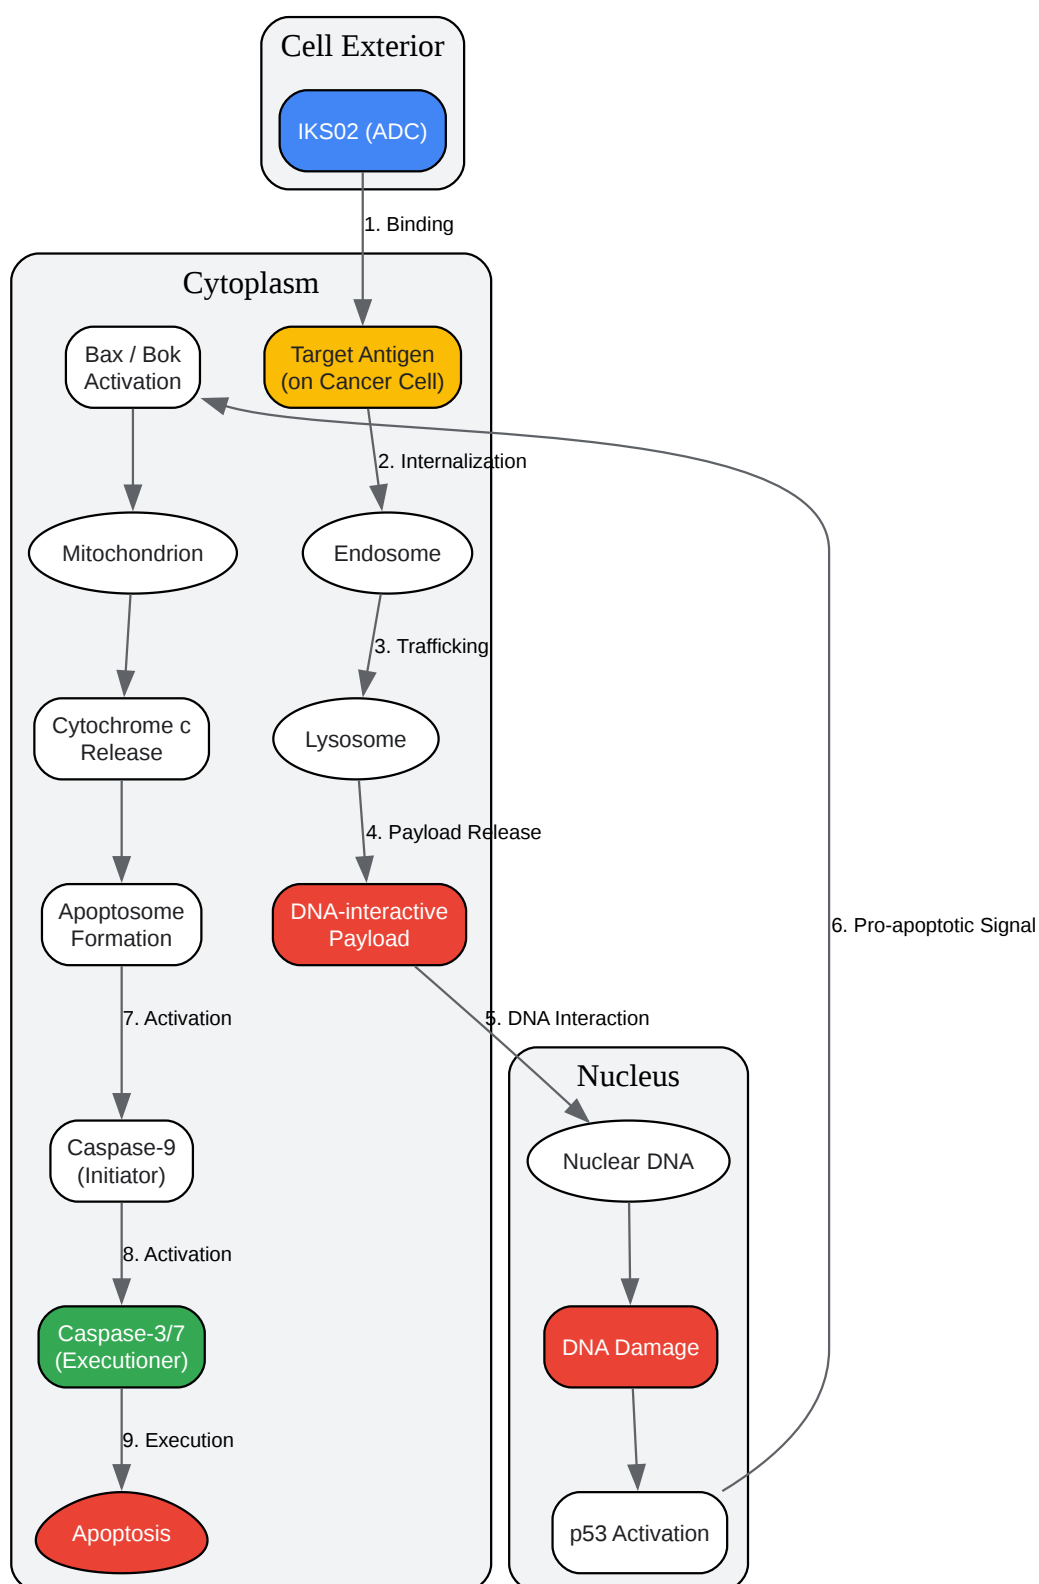 Cell Exterior
IKS02 (ADC)
1. Binding
Cytoplasm
Bax / Bok
Activation
Target Antigen
(on Cancer Cell)
2. Internalization
Mitochondrion
Endosome
3. Trafficking
Cytochrome c
Release
Lysosome
4. Payload Release
Apoptosome
Formation
DNA-interactive
Payload
6. Pro-apoptotic Signal
7. Activation
5. DNA Interaction
Nucleus
Caspase-9
(Initiator)
Nuclear DNA
8. Activation
Caspase-3/7
(Executioner)
DNA Damage
9. Execution
Apoptosis
p53 Activation